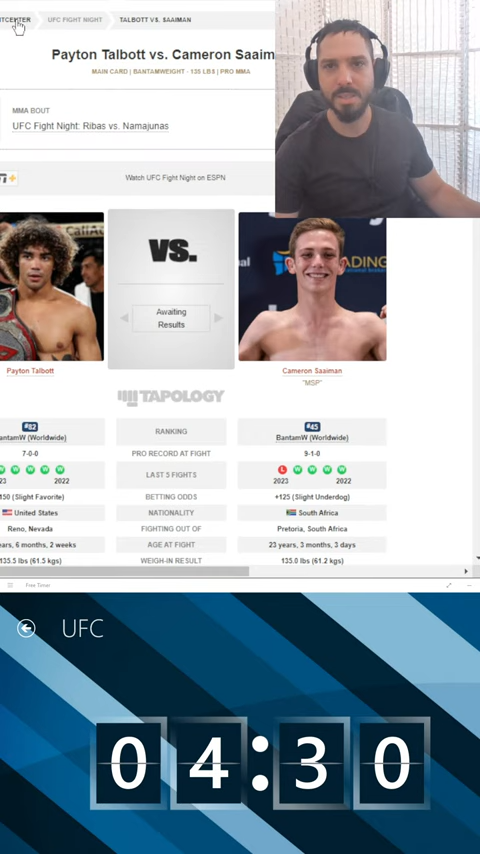 TCENTER UFC FIGHT NIGHT TALBOTT VS. SAAIMAN
Payton Talbott vs. Cameron Saaim
MAIN CARD | BANTAMWEIGHT · 135 LBS | PRO MMA
MMA BOUT
UFC Fight Night: Ribas vs. Namajunas
Watch UFC Fight Night on ESPN
VS.
Awaiting
Results
Payton Talbott
Cameron Saaiman
"MSP"
TAPOLOGY
#82 RANKING #45
antamW (Worldwide) BantamW (Worldwide)
7-0-0 PRO RECORD AT FIGHT 9-1-0
W W W W W LAST 5 FIGHTS L W W W W
23 2022 2023 2022
150 (Slight Favorite) BETTING ODDS +125 (Slight Underdog)
United States NATIONALITY South Africa
Reno, Nevada FIGHTING OUT OF Pretoria, South Africa
ears, 6 months, 2 weeks AGE AT FIGHT 23 years, 3 months, 3 days
135.5 lbs (61.5 kgs) WEIGH-IN RESULT 135.0 lbs (61.2 kgs)
Free Timer
UFC
04:30